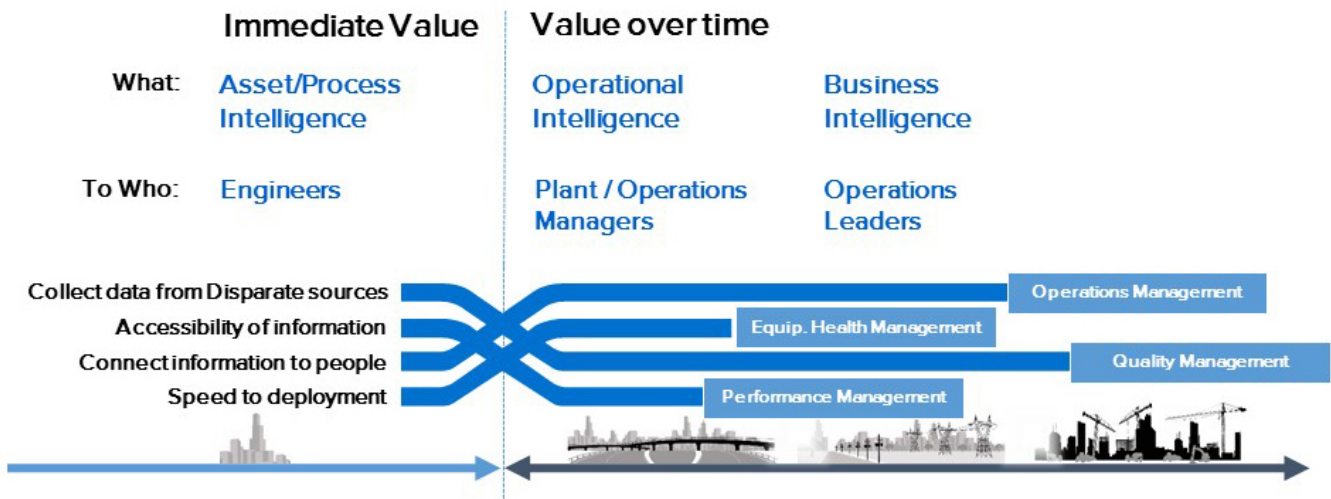 Immediate Value
Value over time
What:
Asset/Process
Intelligence
Operational
Intelligence
Business
Intelligence
To Who:
Engineers
Plant / Operations
Managers
Operations
Leaders
Collect data from Disparate sources
Accessibility of information
Connect information to people
Speed to deployment
Operations Management
Equip. Health Management
Quality Management
Performance Management